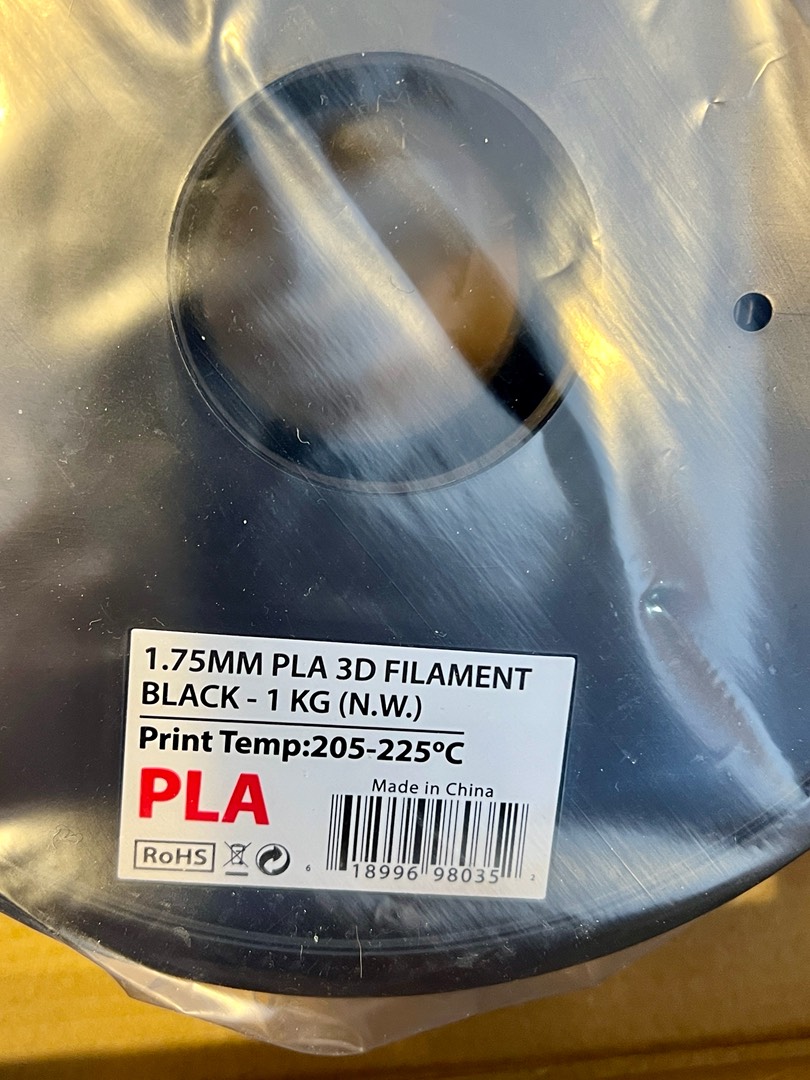 1.75MM PLA 3D FILAMENT
BLACK - 1 KG (N.W.)
Print Temp:205-225ºC
PLA
Made in China
RoHS
6 18996 98035 2